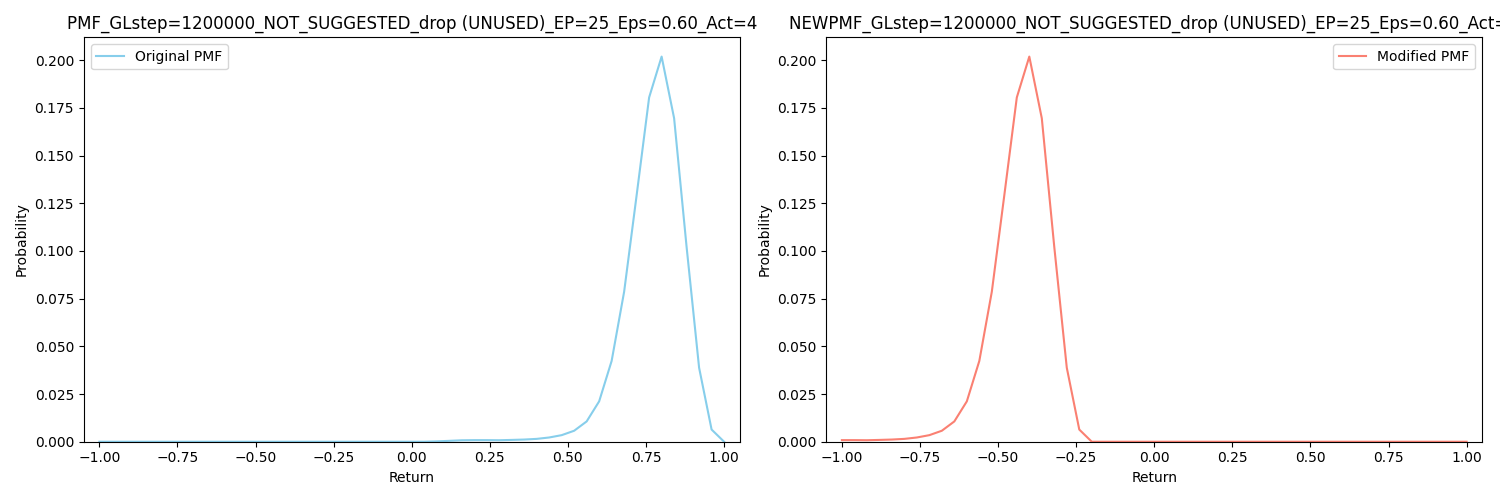 PMF_GLstep=1200000_NOT_SUGGESTED_drop (UNUSED)_EP=25_Eps=0.60_Act=4
Original PMF
0.200
0.175
0.150
0.125
0.100
0.075
0.050
0.025
0.000
Probability
−1.00 −0.75 −0.50 −0.25 0.00 0.25 0.50 0.75 1.00
Return
NEWPMF_GLstep=1200000_NOT_SUGGESTED_drop (UNUSED)_EP=25_Eps=0.60_Act=
Modified PMF
0.200
0.175
0.150
0.125
0.100
0.075
0.050
0.025
0.000
Probability
−1.00 −0.75 −0.50 −0.25 0.00 0.25 0.50 0.75 1.00
Return